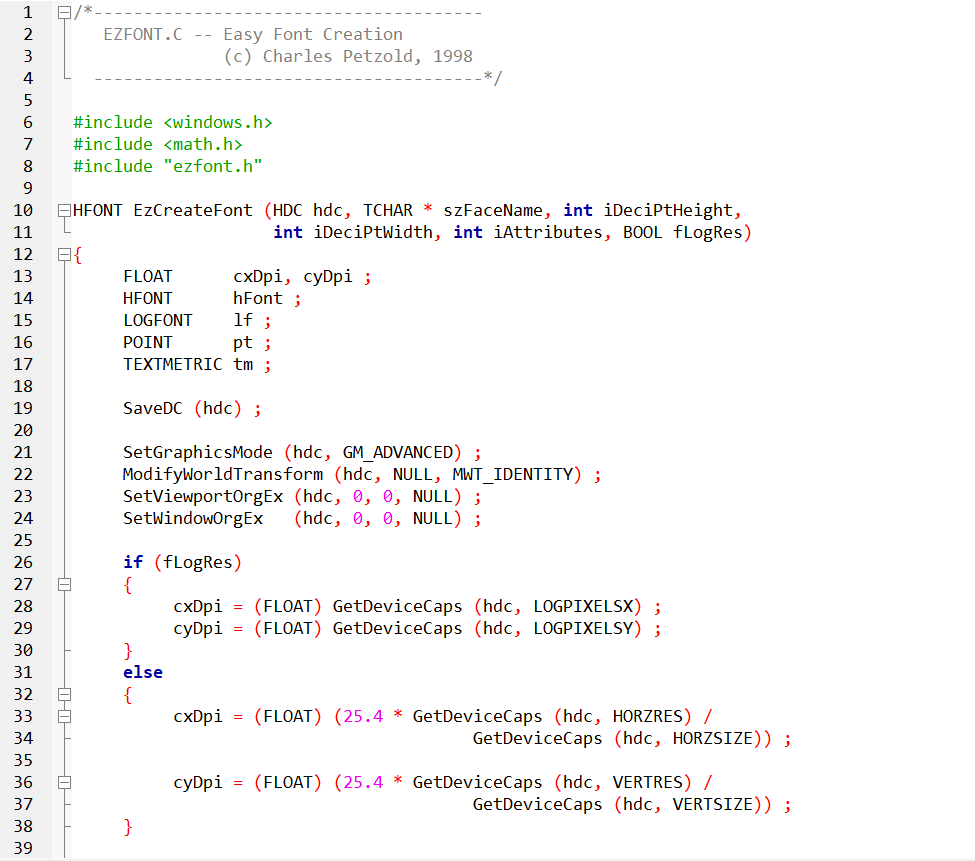 1 /*---------------------------------------
2    EZFONT.C -- Easy Font Creation
3                (c) Charles Petzold, 1998
4   ---------------------------------------*/
5
6 #include <windows.h>
7 #include <math.h>
8 #include "ezfont.h"
9
10 HFONT EzCreateFont (HDC hdc, TCHAR * szFaceName, int iDeciPtHeight,
11                     int iDeciPtWidth, int iAttributes, BOOL fLogRes)
12 {
13      FLOAT      cxDpi, cyDpi ;
14      HFONT      hFont ;
15      LOGFONT    lf ;
16      POINT      pt ;
17      TEXTMETRIC tm ;
18
19      SaveDC (hdc) ;
20
21      SetGraphicsMode (hdc, GM_ADVANCED) ;
22      ModifyWorldTransform (hdc, NULL, MWT_IDENTITY) ;
23      SetViewportOrgEx (hdc, 0, 0, NULL) ;
24      SetWindowOrgEx   (hdc, 0, 0, NULL) ;
25
26      if (fLogRes)
27      {
28           cxDpi = (FLOAT) GetDeviceCaps (hdc, LOGPIXELSX) ;
29           cyDpi = (FLOAT) GetDeviceCaps (hdc, LOGPIXELSY) ;
30      }
31      else
32      {
33           cxDpi = (FLOAT) (25.4 * GetDeviceCaps (hdc, HORZRES) /
34                                         GetDeviceCaps (hdc, HORZSIZE)) ;
35
36           cyDpi = (FLOAT) (25.4 * GetDeviceCaps (hdc, VERTRES) /
37                                         GetDeviceCaps (hdc, VERTSIZE)) ;
38      }
39